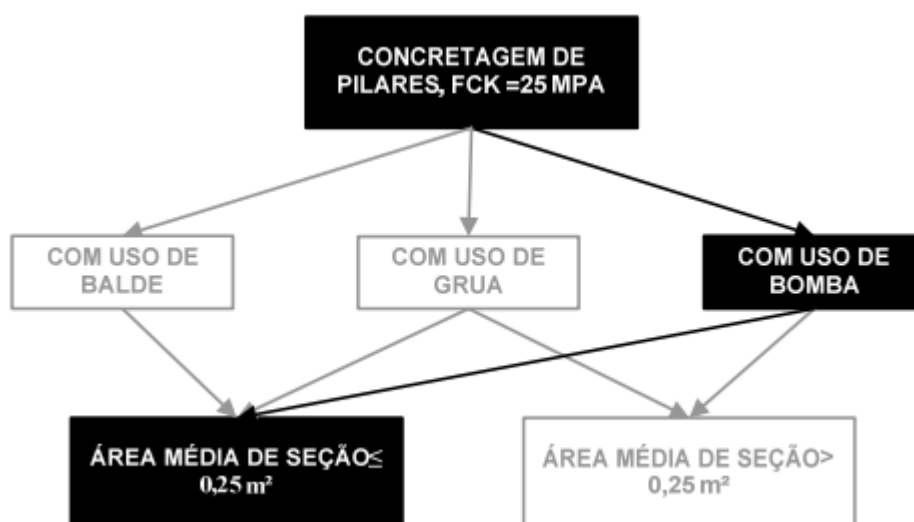 CONCRETAGEM DE
PILARES, FCK =25 MPA
COM USO DE
BALDE
COM USO DE
GRUA
COM USO DE
BOMBA
ÁREA MÉDIA DE SEÇÃO≤
0,25 m²
ÁREA MÉDIA DE SEÇÃO>
0,25 m²